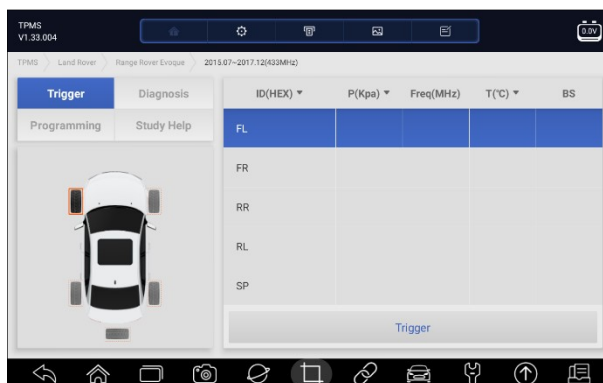 TPMS
V1.33.004
0.0V
TPMS Land Rover Range Rover Evoque 2015.07~2017.12(433MHz)
Trigger Diagnosis
Programming Study Help
ID(HEX) ▼ P(Kpa) ▼ Freq(MHz) T(℃) ▼ BS
FL
FR
RR
RL
SP
Trigger